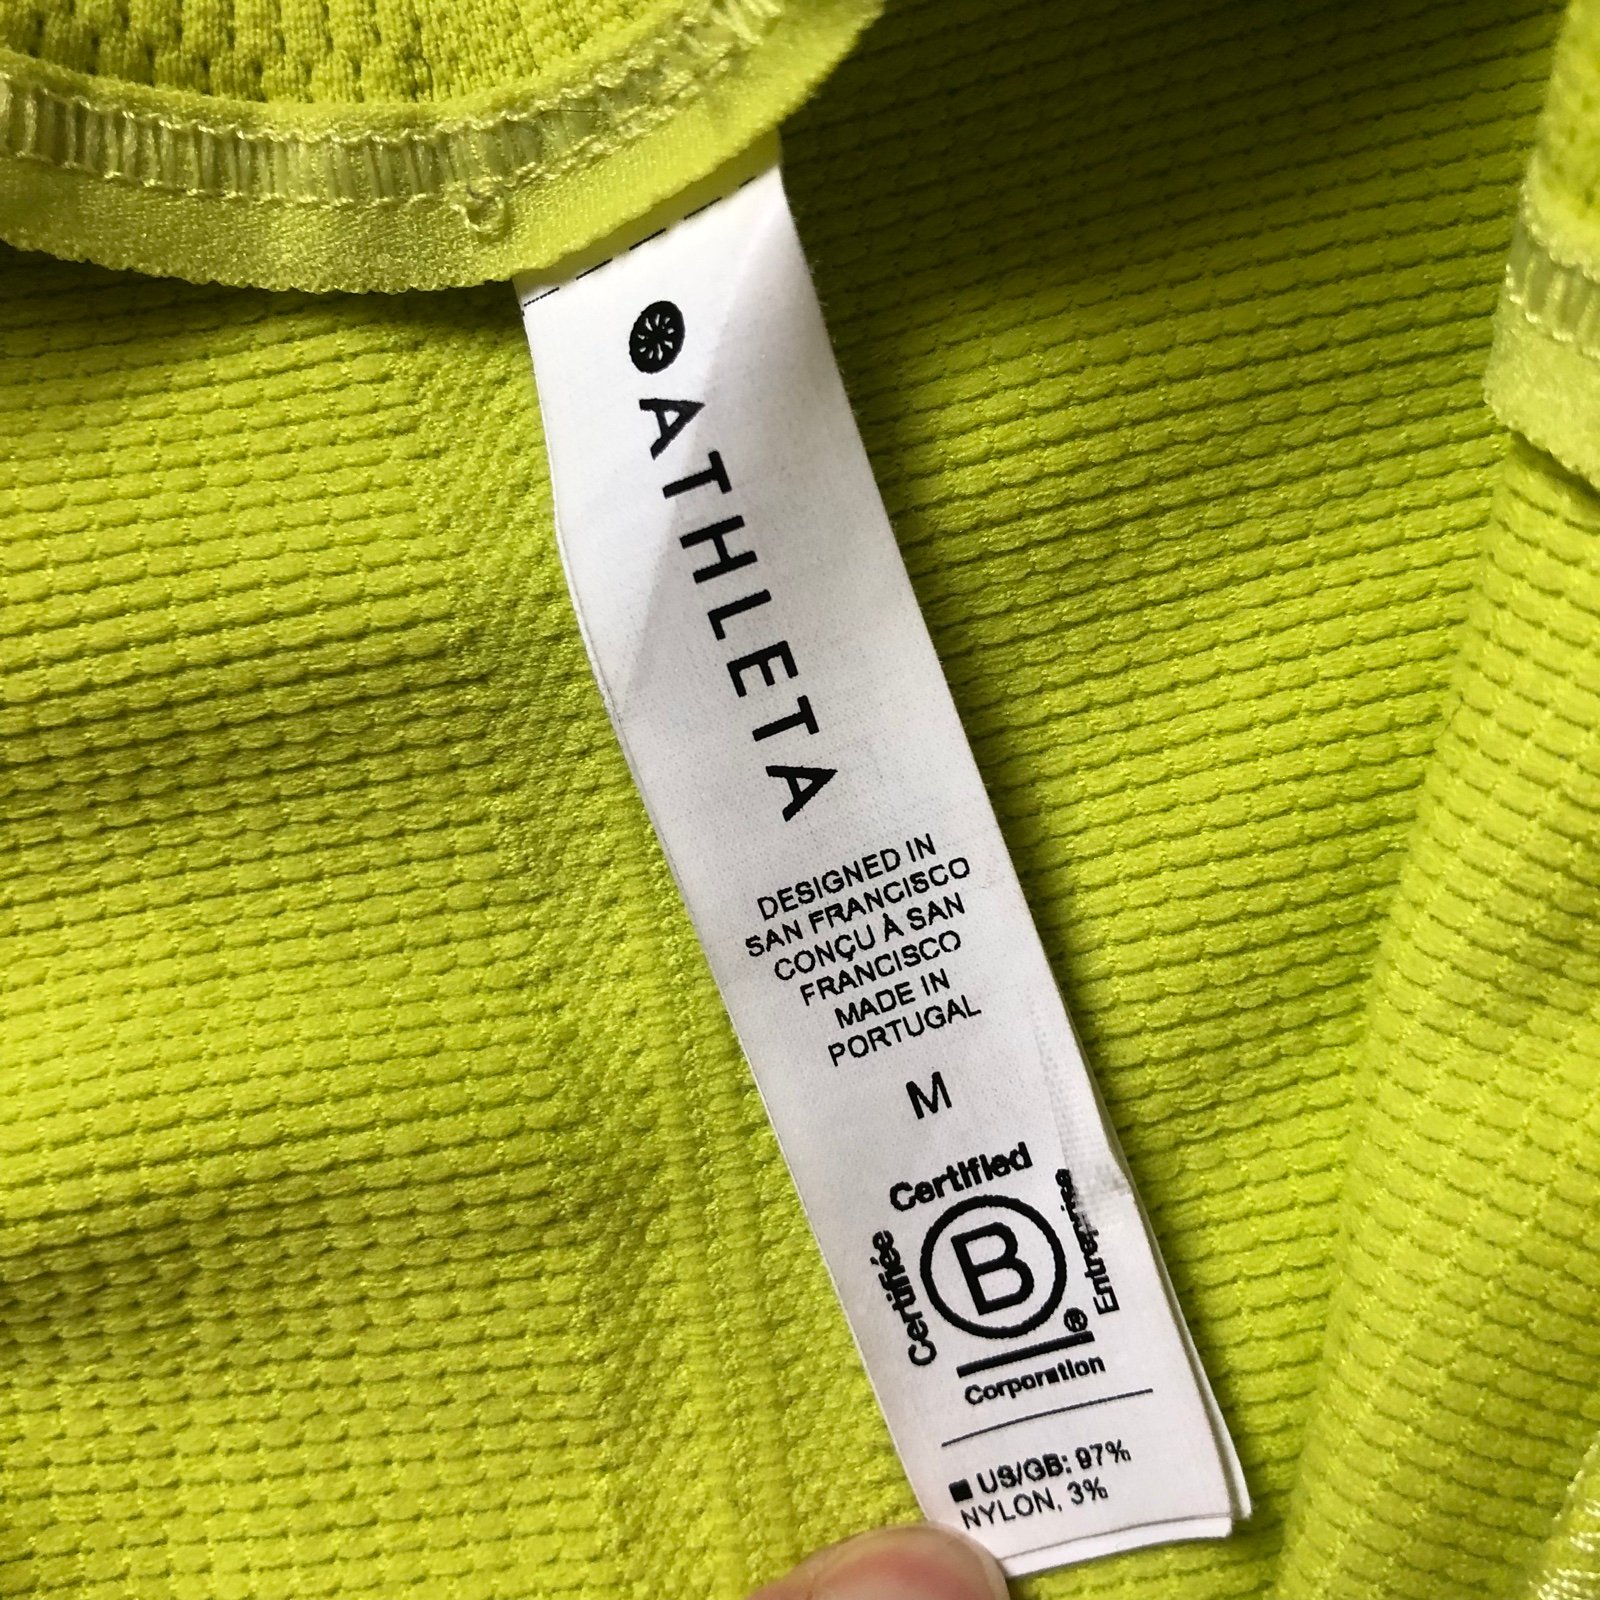 ATHLETA
DESIGNED IN
SAN FRANCISCO
CONÇU À SAN
FRANCISCO
MADE IN
PORTUGAL
M
Certified
Certifiée
B
®
Entreprise
Corporation
US/GB: 97%
NYLON, 3%